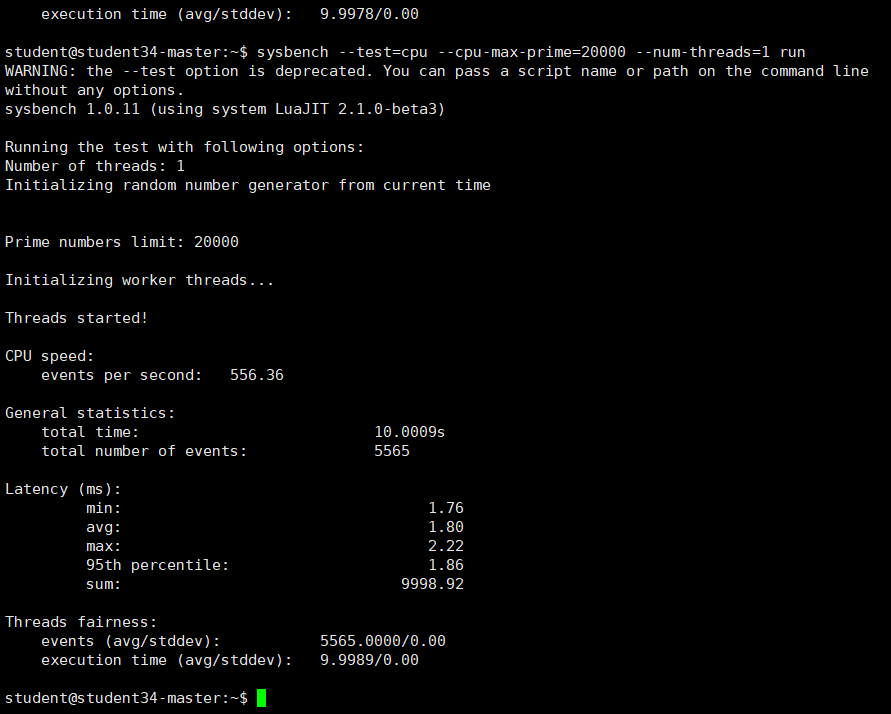 execution time (avg/stddev):   9.9978/0.00
student@student34-master:~$ sysbench --test=cpu --cpu-max-prime=20000 --num-threads=1 run
WARNING: the --test option is deprecated. You can pass a script name or path on the command line
without any options.
sysbench 1.0.11 (using system LuaJIT 2.1.0-beta3)
Running the test with following options:
Number of threads: 1
Initializing random number generator from current time
Prime numbers limit: 20000
Initializing worker threads...
Threads started!
CPU speed:
    events per second:   556.36
General statistics:
    total time:                          10.0009s
    total number of events:              5565
Latency (ms):
         min:                                  1.76
         avg:                                  1.80
         max:                                  2.22
         95th percentile:                      1.86
         sum:                               9998.92
Threads fairness:
    events (avg/stddev):           5565.0000/0.00
    execution time (avg/stddev):   9.9989/0.00
student@student34-master:~$